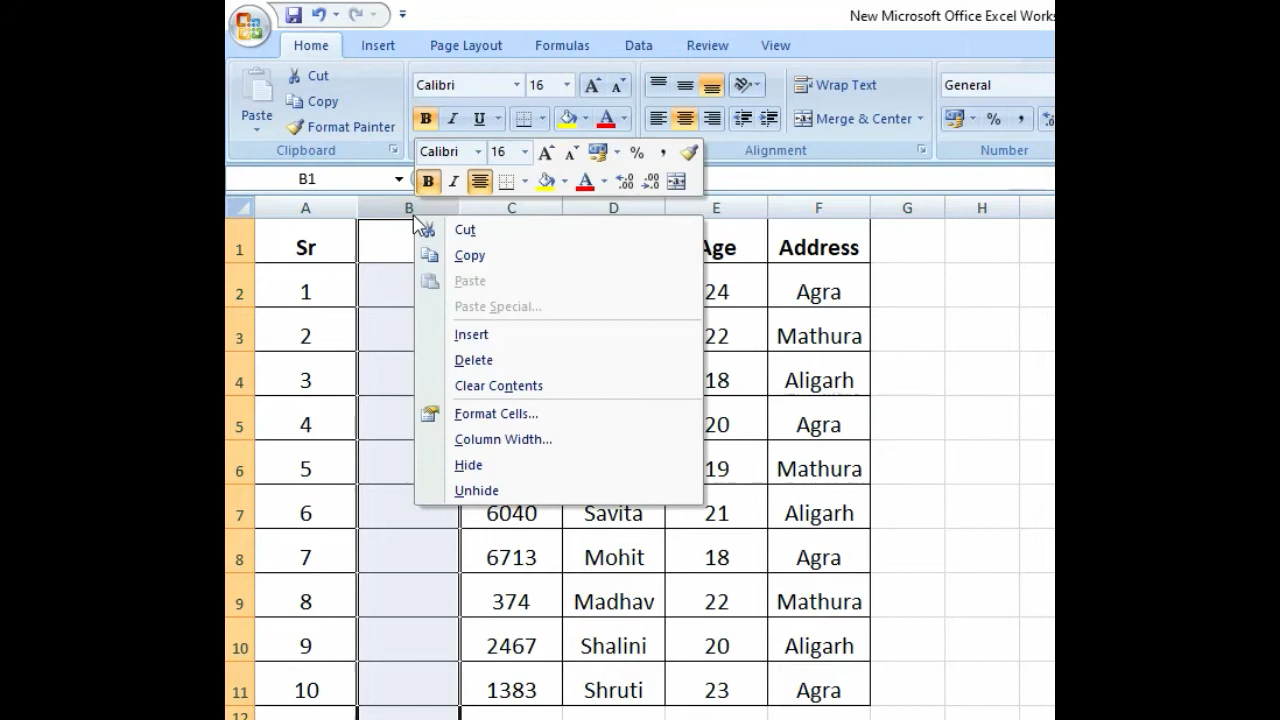 New Microsoft Office Excel Works
Home Insert Page Layout Formulas Data Review View
Cut
Copy
Format Painter
Paste
Clipboard
Calibri 16 A A
B I U A
Wrap Text
Merge & Center
Alignment
General
% ,
Number
Calibri 16 A A % ,
B I A
B1
A B C D E F G H
1 Sr Age Address
2 1 24 Agra
3 2 22 Mathura
4 3 18 Aligarh
5 4 20 Agra
6 5 19 Mathura
7 6 6040 Savita 21 Aligarh
8 7 6713 Mohit 18 Agra
9 8 374 Madhav 22 Mathura
10 9 2467 Shalini 20 Aligarh
11 10 1383 Shruti 23 Agra
12
Cut
Copy
Paste
Paste Special...
Insert
Delete
Clear Contents
Format Cells...
Column Width...
Hide
Unhide